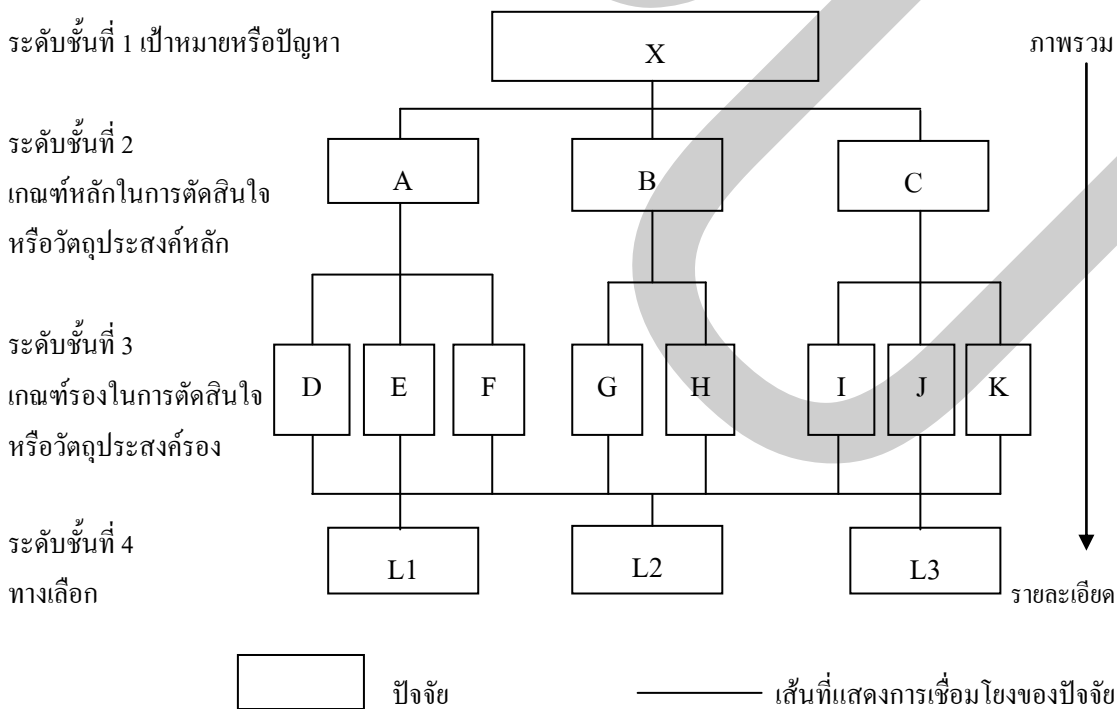 ระดับชั้นที่ 1 เป้าหมายหรือปัญหา
X
ภาพรวม
ระดับชั้นที่ 2
เกณฑ์หลักในการตัดสินใจ
หรือวัตถุประสงค์หลัก
A
B
C
ระดับชั้นที่ 3
เกณฑ์รองในการตัดสินใจ
หรือวัตถุประสงค์รอง
D
E
F
G
H
I
J
K
ระดับชั้นที่ 4
ทางเลือก
L1
L2
L3
รายละเอียด
ปัจจัย
เส้นที่แสดงการเชื่อมโยงของปัจจัย